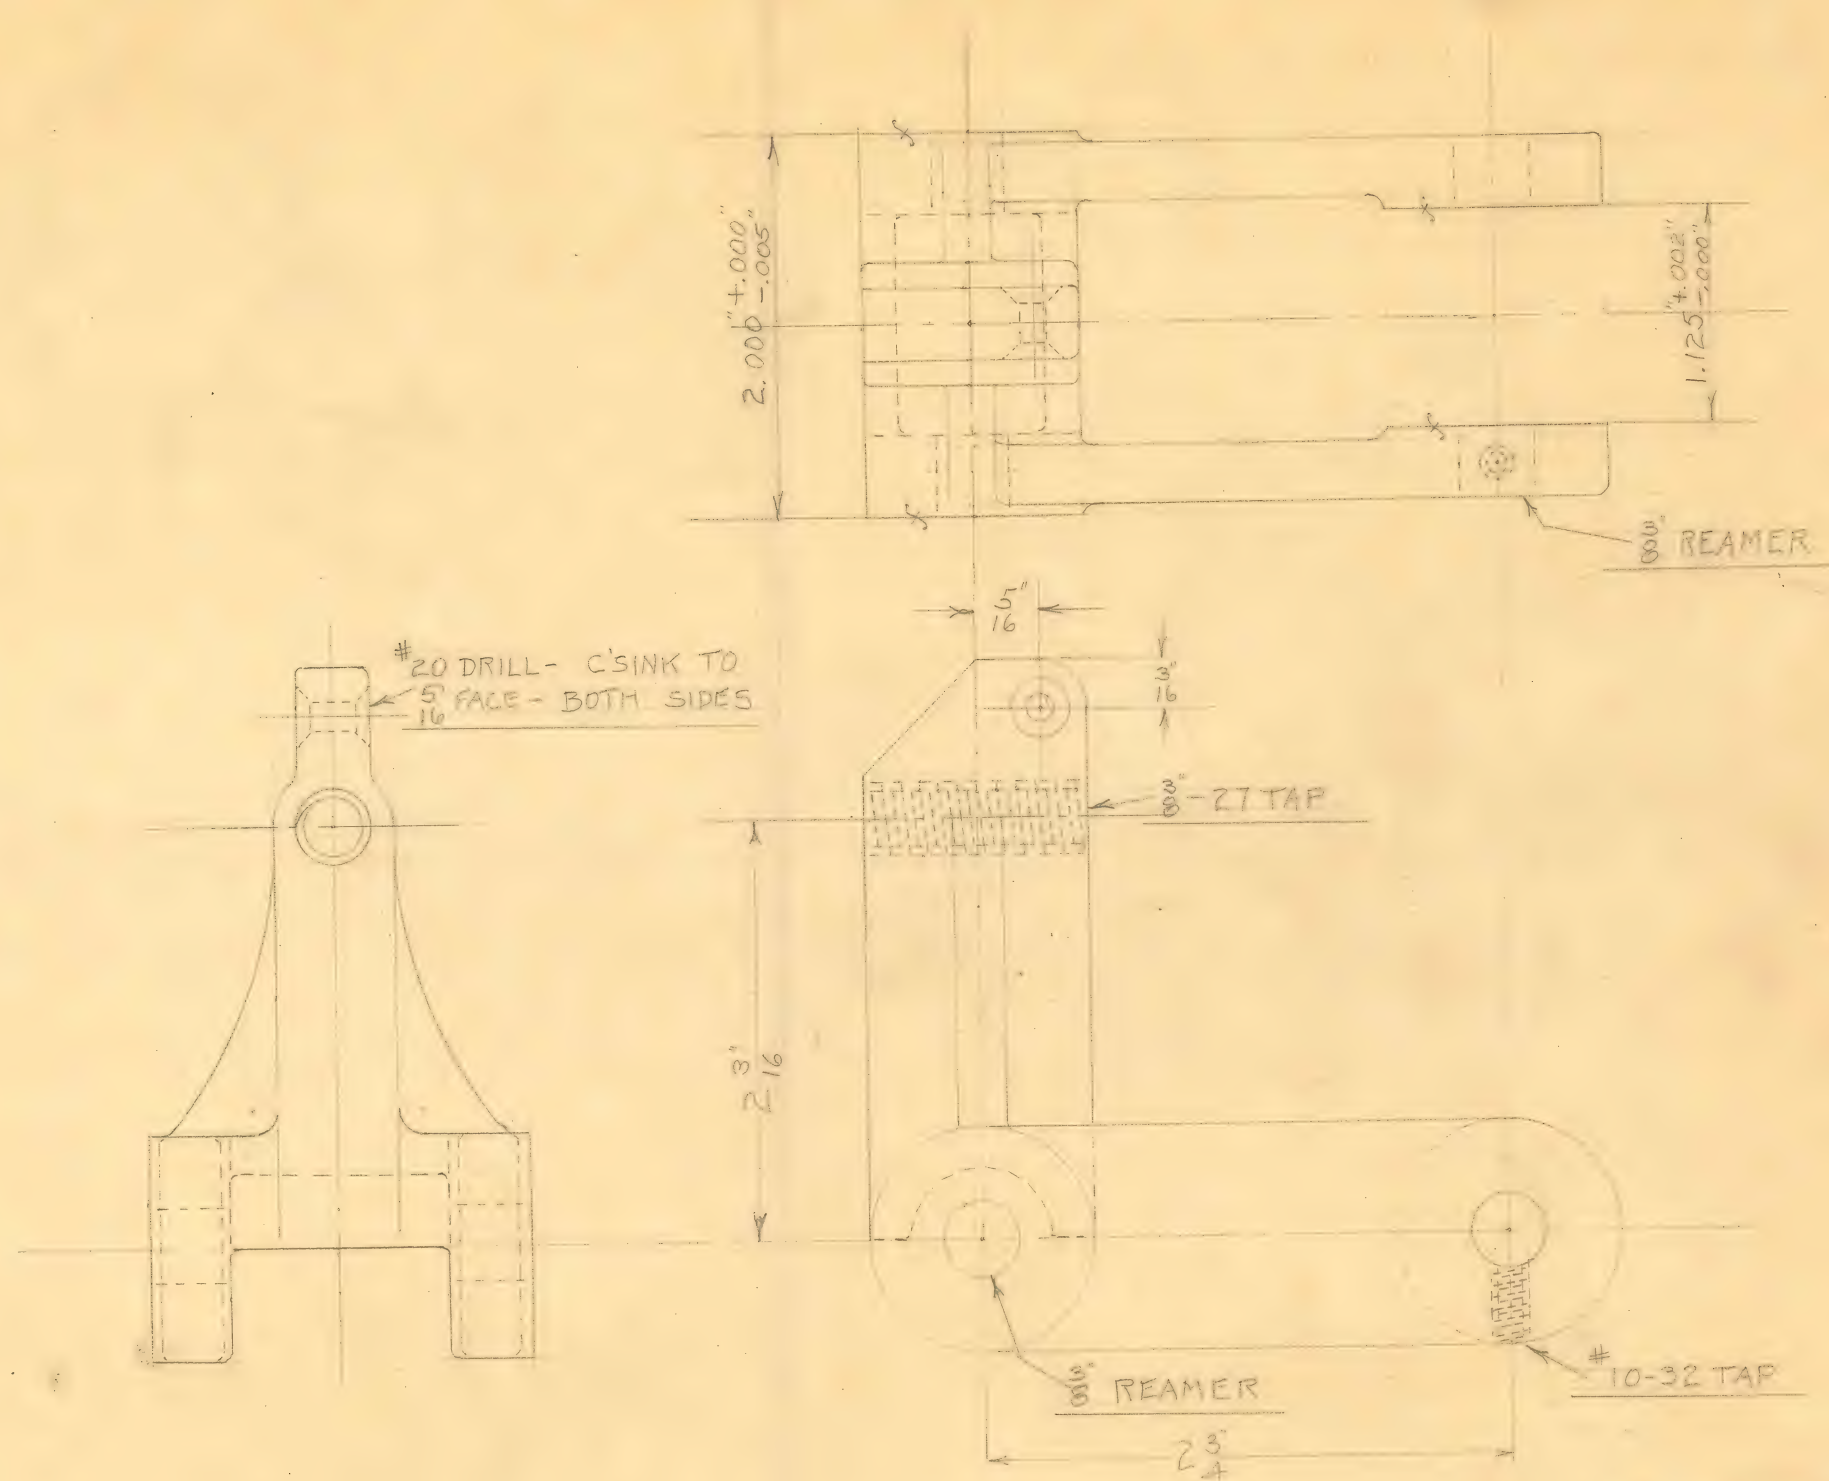 2.000" +.000" -.005"
1.125" +.002" -.000"
3/8" REAMER
5/16"
#20 DRILL - C'SINK TO
5/16 FACE - BOTH SIDES
3/16"
3/8" - 27 TAP
2 3/16"
3/8" REAMER
#10-32 TAP
2 3/4"